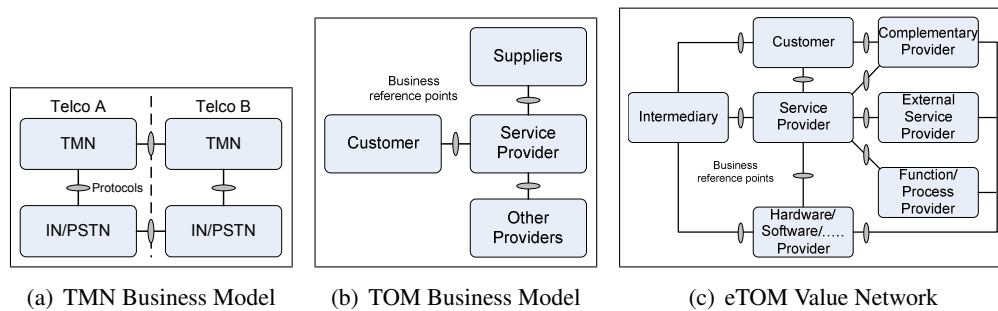 Telco A
Telco B
TMN
TMN
Protocols
IN/PSTN
IN/PSTN
(a) TMN Business Model
Suppliers
Business
reference points
Customer
Service
Provider
Other
Providers
(b) TOM Business Model
Customer
Complementary
Provider
Intermediary
Service
Provider
External
Service
Provider
Business
reference points
Function/
Process
Provider
Hardware/
Software/.....
Provider
(c) eTOM Value Network